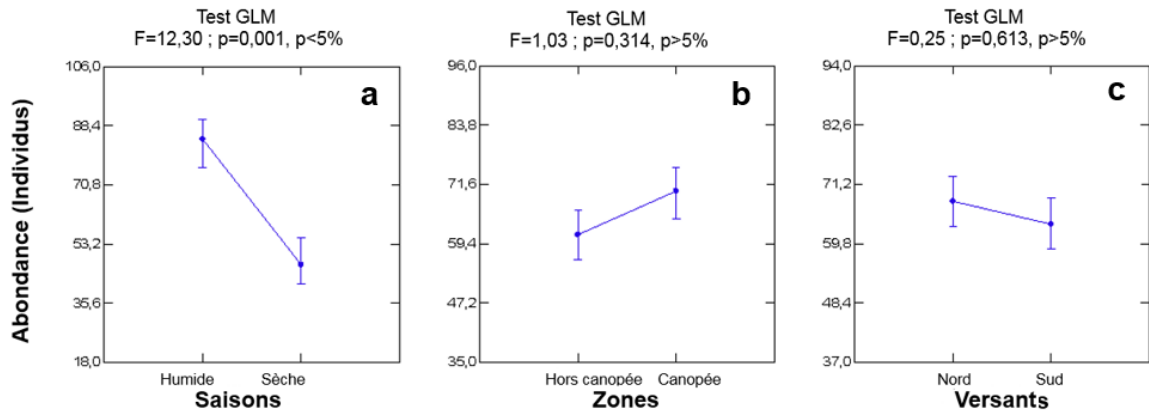 Test GLM
F=12,30 ; p=0,001, p<5%
Test GLM
F=1,03 ; p=0,314, p>5%
Test GLM
F=0,25 ; p=0,613, p>5%
Abondance (Individus)
a
106,0
88,4
70,8
53,2
35,6
18,0
Humide Sèche
Saisons
b
96,0
83,8
71,6
59,4
47,2
35,0
Hors canopée Canopée
Zones
c
94,0
82,6
71,2
59,8
48,4
37,0
Nord Sud
Versants